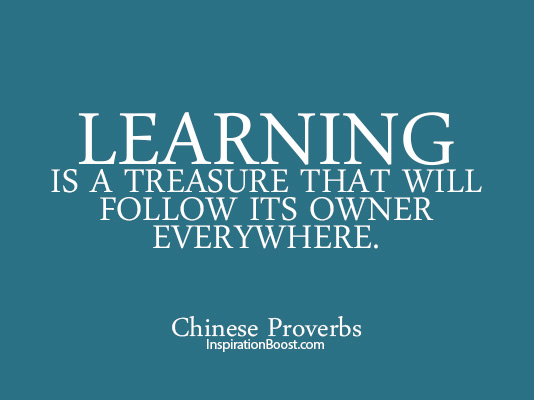 LEARNING
IS A TREASURE THAT WILL
FOLLOW ITS OWNER
EVERYWHERE.
Chinese Proverbs
InspirationBoost.com